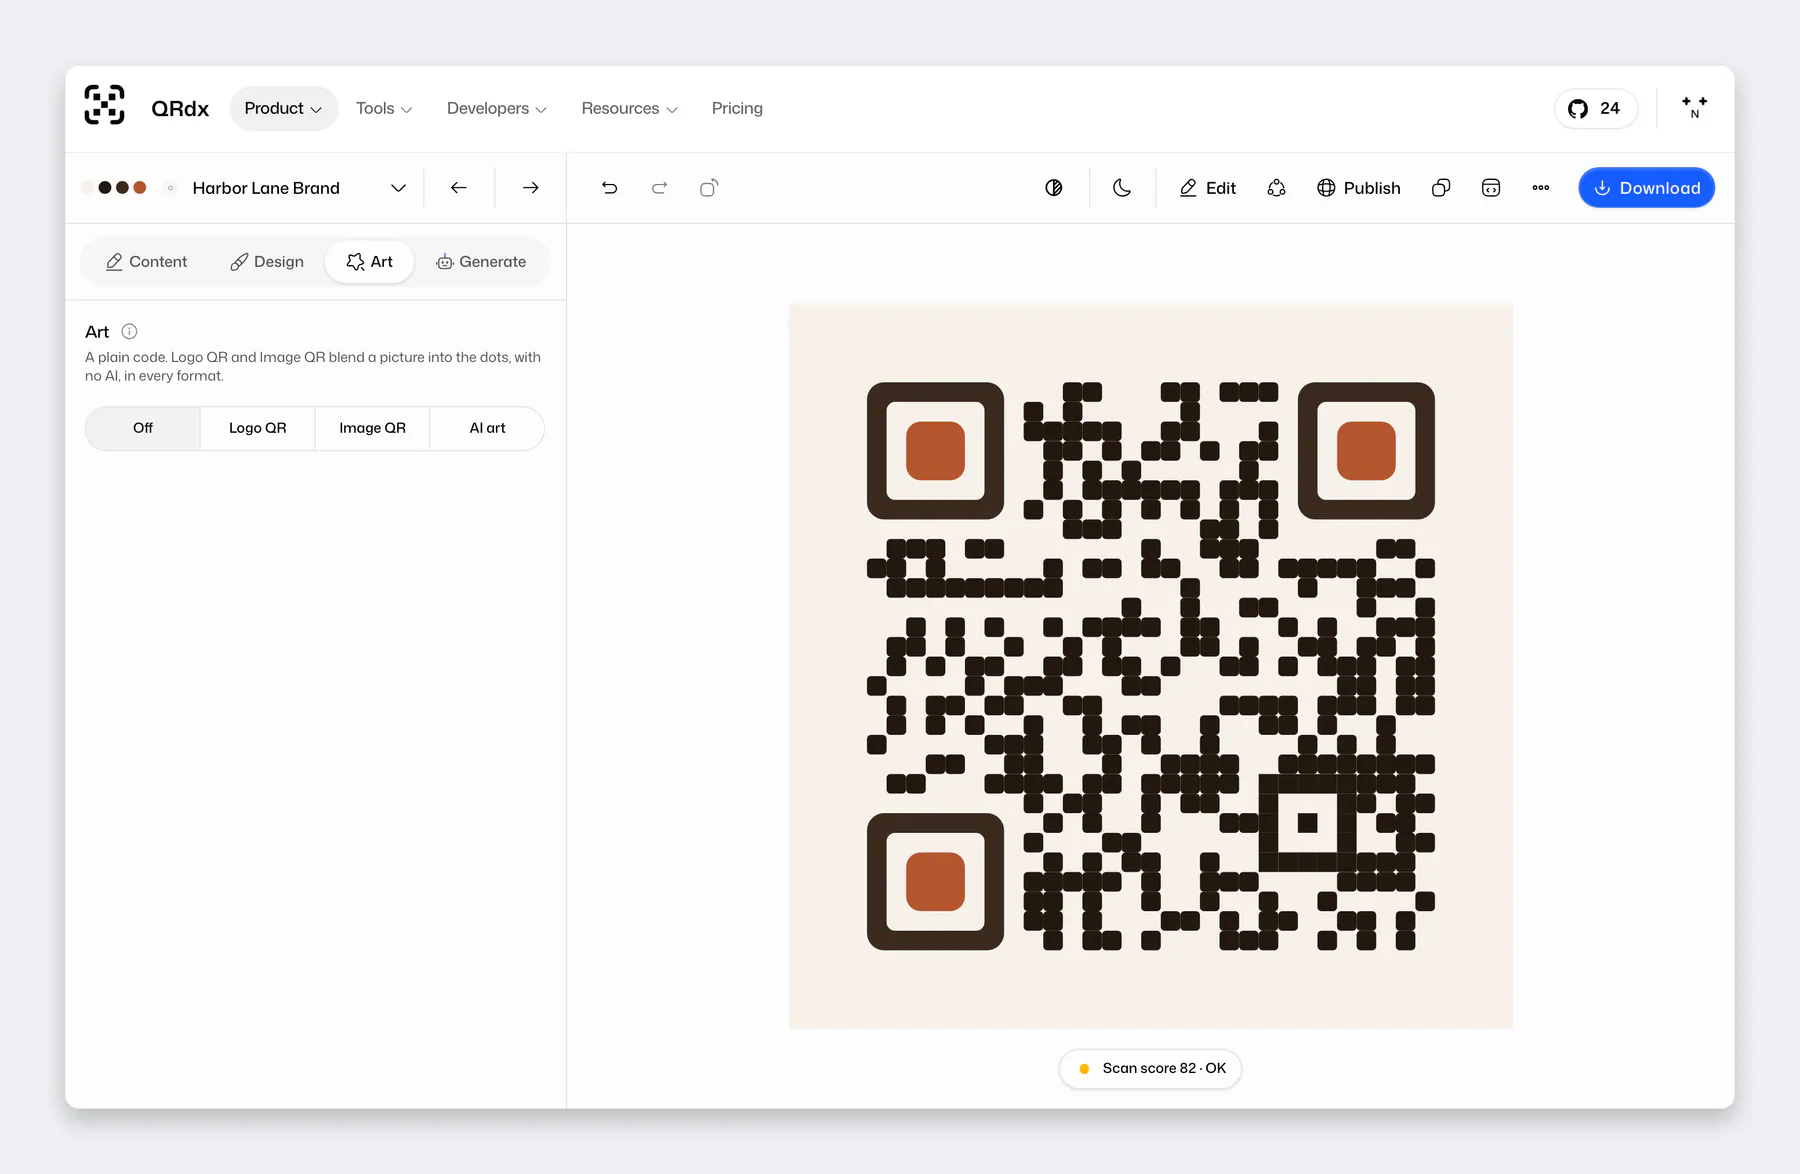 QRdx
Product
Tools
Developers
Resources
Pricing
24
N
Harbor Lane Brand
Edit
Publish
Download
Content
Design
Art
Generate
Art
A plain code. Logo QR and Image QR blend a picture into the dots, with
no AI, in every format.
Off
Logo QR
Image QR
AI art
Scan score 82 · OK